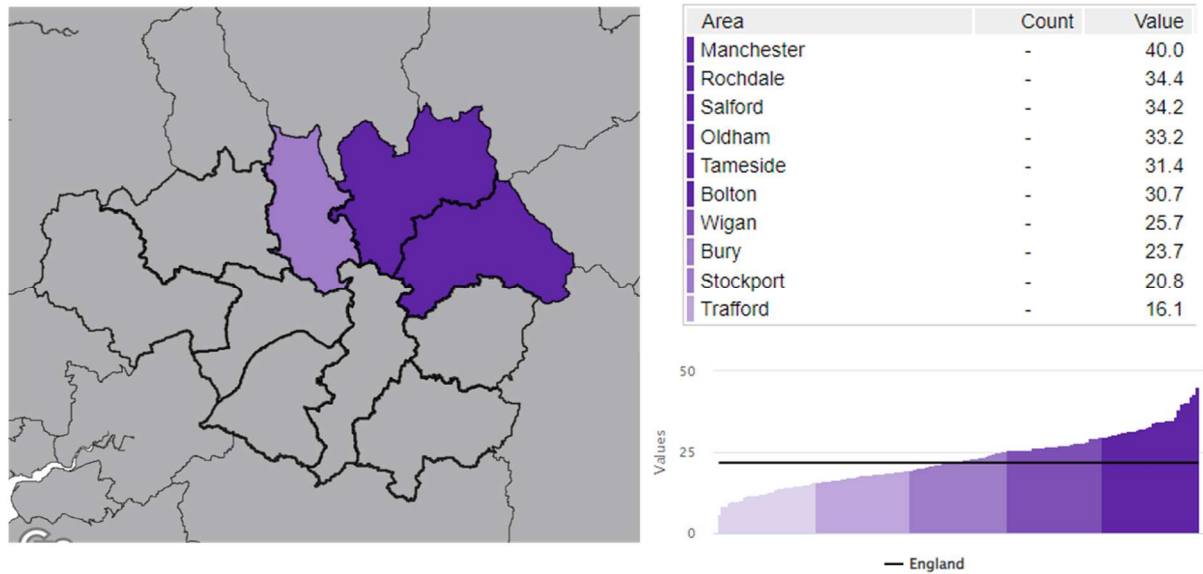 Area Count Value
Manchester - 40.0
Rochdale - 34.4
Salford - 34.2
Oldham - 33.2
Tameside - 31.4
Bolton - 30.7
Wigan - 25.7
Bury - 23.7
Stockport - 20.8
Trafford - 16.1
50
25
0
Values
England